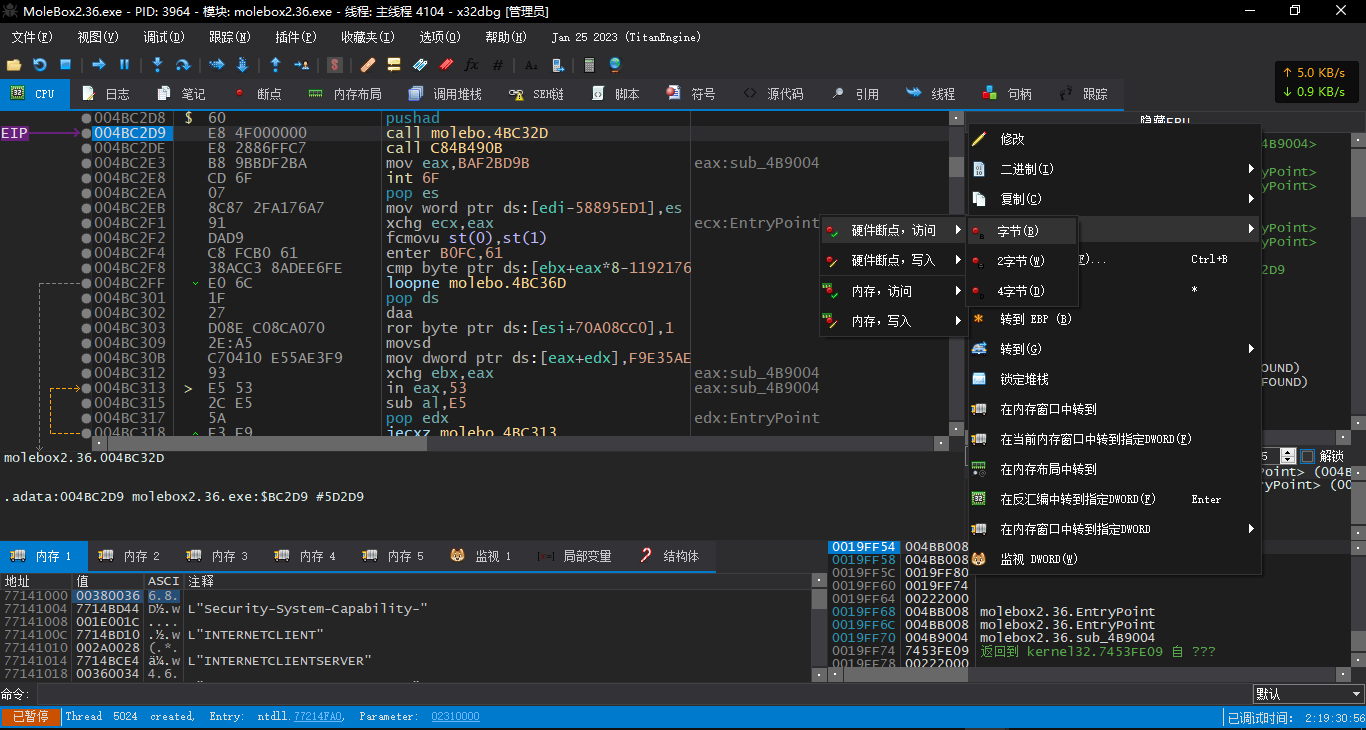 MoleBox2.36.exe - PID: 3964 - 模块: molebox2.36.exe - 线程: 主线程 4104 - x32dbg [管理员]
文件(F) 视图(V) 调试(D) 跟踪(N) 插件(P) 收藏夹(I) 选项(O) 帮助(H) Jan 25 2023 (TitanEngine)
↑ 5.0 KB/s
↓ 0.9 KB/s
CPU 日志 笔记 断点 内存布局 调用堆栈 SEH链 脚本 符号 源代码 引用 线程 句柄 跟踪
004BC2D8 $ 60 pushad
EIP 004BC2D9 E8 4F000000 call molebo.4BC32D
004BC2DE E8 2886FFC7 call C84B490B
004BC2E3 B8 9BBDF2BA mov eax,BAF2BD9B eax:sub_4B9004
004BC2E8 CD 6F int 6F
004BC2EA 07 pop es
004BC2EB 8C87 2FA176A7 mov word ptr ds:[edi-58895ED1],es
004BC2F1 91 xchg ecx,eax ecx:EntryPoint
004BC2F2 DAD9 fcmovu st(0),st(1)
004BC2F4 C8 FCB0 61 enter B0FC,61
004BC2F8 38ACC3 8ADEE6FE cmp byte ptr ds:[ebx+eax*8-1192176
004BC2FF E0 6C loopne molebo.4BC36D
004BC301 1F pop ds
004BC302 27 daa
004BC303 D08E C08CA070 ror byte ptr ds:[esi+70A08CC0],1
004BC309 2E:A5 movsd
004BC30B C70410 E55AE3F9 mov dword ptr ds:[eax+edx],F9E35AE
004BC312 93 xchg ebx,eax eax:sub_4B9004
004BC313 > E5 53 in eax,53 eax:sub_4B9004
004BC315 2C E5 sub al,E5
004BC317 5A pop edx edx:EntryPoint
004BC318 E3 F9 jecxz molebo.4BC313
molebox2.36.004BC32D
.adata:004BC2D9 molebox2.36.exe:$BC2D9 #5D2D9
隐藏FPU
4B9004>
yPoint>
yPoint>
yPoint>
yPoint>
2D9
OUND)
FOUND)
5 解锁
Point> (004B
yPoint> (00
修改
二进制(I)
复制(C)
F)... Ctrl+B
*
转到 EBP (B)
转到(G)
锁定堆栈
在内存窗口中转到
在当前内存窗口中转到指定DWORD(F)
在内存布局中转到
在反汇编中转到指定DWORD(F) Enter
在内存窗口中转到指定DWORD
监视 DWORD(W)
硬件断点，访问
硬件断点，写入
内存，访问
内存，写入
字节(B)
2字节(W)
4字节(D)
内存 1 内存 2 内存 3 内存 4 内存 5 监视 1 局部变量 结构体
地址 值 ASCI 注释
77141000 00380036 6.8.
77141004 7714BD44 D½.w L"Security-System-Capability-"
77141008 001E001C ....
7714100C 7714BD10 .½.w L"INTERNETCLIENT"
77141010 002A0028 (.*.
77141014 7714BCE4 ä¼.w L"INTERNETCLIENTSERVER"
77141018 00360034 4.6.
0019FF54 004BB008
0019FF58 004BB008
0019FF5C 0019FF80
0019FF60 0019FF74
0019FF64 00222000
0019FF68 004BB008 molebox2.36.EntryPoint
0019FF6C 004BB008 molebox2.36.EntryPoint
0019FF70 004B9004 molebox2.36.sub_4B9004
0019FF74 7453FE09 返回到 kernel32.7453FE09 自 ???
0019FF78 00222000
命令: 默认
已暂停 Thread 5024 created, Entry: ntdll.77214FA0, Parameter: 02310000 已调试时间: 2:19:30:56